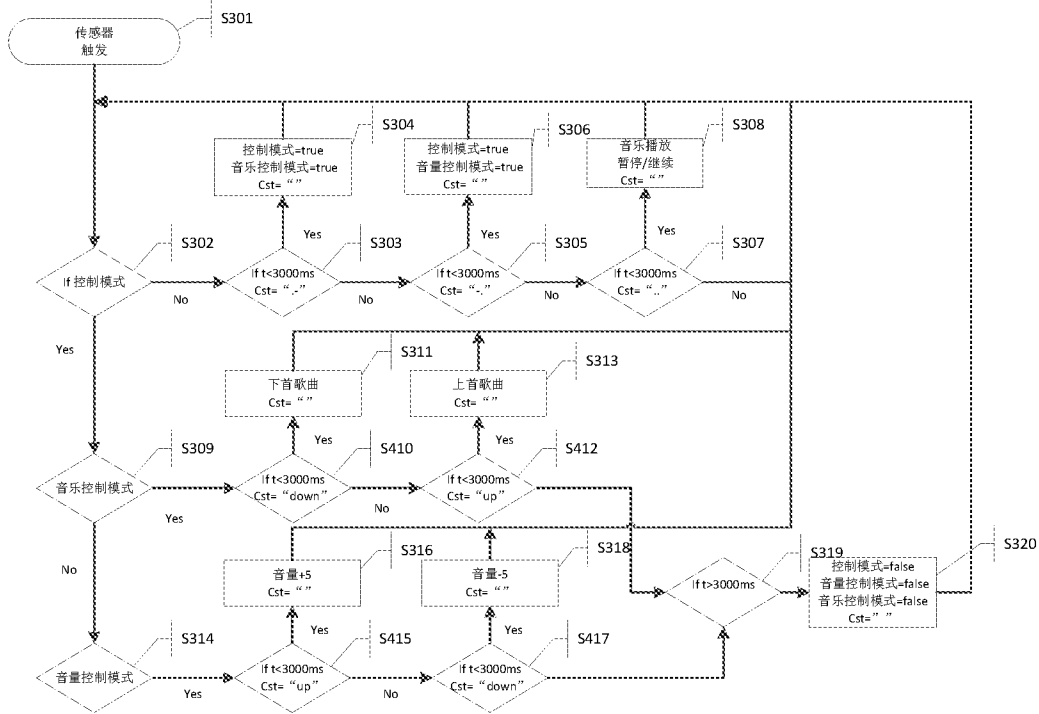 传感器
触发
S301
S304
控制模式=true
音乐控制模式=true
Cst= “ ”
S306
控制模式=true
音量控制模式=true
Cst= “ ”
S308
音乐播放
暂停/继续
Cst= “ ”
S302
If 控制模式
No
Yes
S303
If t<3000ms
Cst= “.-”
Yes
No
S305
If t<3000ms
Cst= “-.”
Yes
No
S307
If t<3000ms
Cst= “..”
Yes
No
S311
下首歌曲
Cst= “ ”
S313
上首歌曲
Cst= “ ”
S309
音乐控制模式
Yes
No
S410
If t<3000ms
Cst= “down”
Yes
No
S412
If t<3000ms
Cst= “up”
Yes
S316
音量+5
Cst= “ ”
S318
音量-5
Cst= “ ”
S319
If t>3000ms
S320
控制模式=false
音量控制模式=false
音乐控制模式=false
Cst=” ”
S314
音量控制模式
Yes
S415
If t<3000ms
Cst= “up”
Yes
No
S417
If t<3000ms
Cst= “down”
Yes